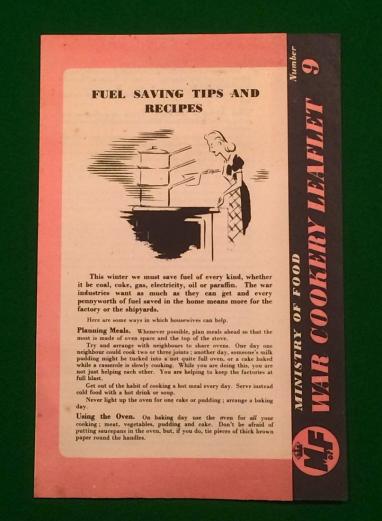 FUEL SAVING TIPS AND
RECIPES
This winter we must save fuel of every kind, whether
it be coal, coke, gas, electricity, oil or paraffin. The war
industries want as much as they can get and every
pennyworth of fuel saved in the home means more for the
factory or the shipyards.
Here are some ways in which housewives can help.
Planning Meals. Whenever possible, plan meals ahead so that the
most is made of oven space and the top of the stove.
Try and arrange with neighbours to share ovens. One day one
neighbour could cook two or three joints; another day, someone's milk
pudding might be tucked into a not quite full oven, or a cake baked
while a casserole is slowly cooking. While you are doing this, you are
not just helping each other. You are helping to keep the factories at
full blast.
Get out of the habit of cooking a hot meal every day. Serve instead
cold food with a hot drink or soup.
Never light up the oven for one cake or pudding; arrange a baking
day.
Using the Oven. On baking day use the oven for all your
cooking; meat, vegetables, pudding and cake. Don't be afraid of
putting saucepans in the oven, but, if you do, tie pieces of thick brown
paper round the handles.
MINISTRY OF FOOD
WAR COOKERY LEAFLET
Number 9
M OF F